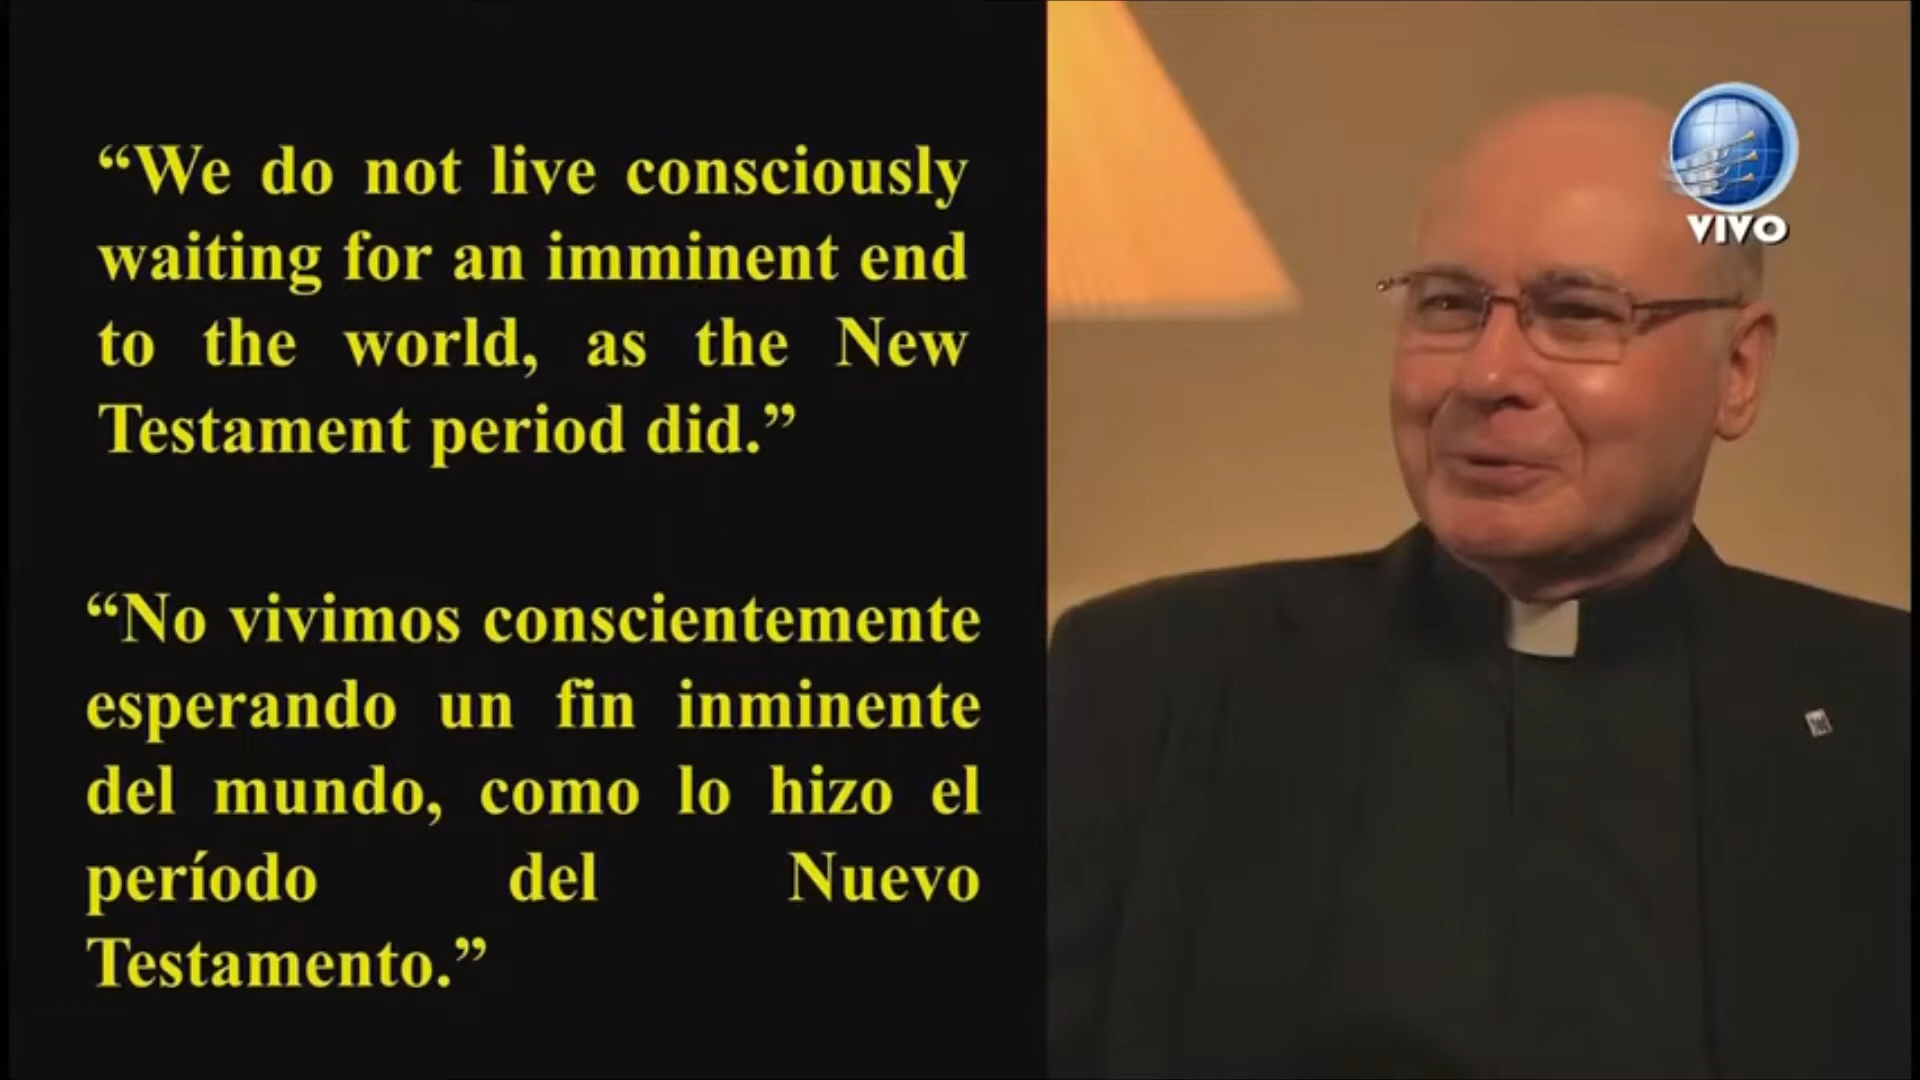 “We do not live consciously
waiting for an imminent end
to the world, as the New
Testament period did.”
“No vivimos conscientemente
esperando un fin inminente
del mundo, como lo hizo el
período del Nuevo
Testamento.”
VIVO